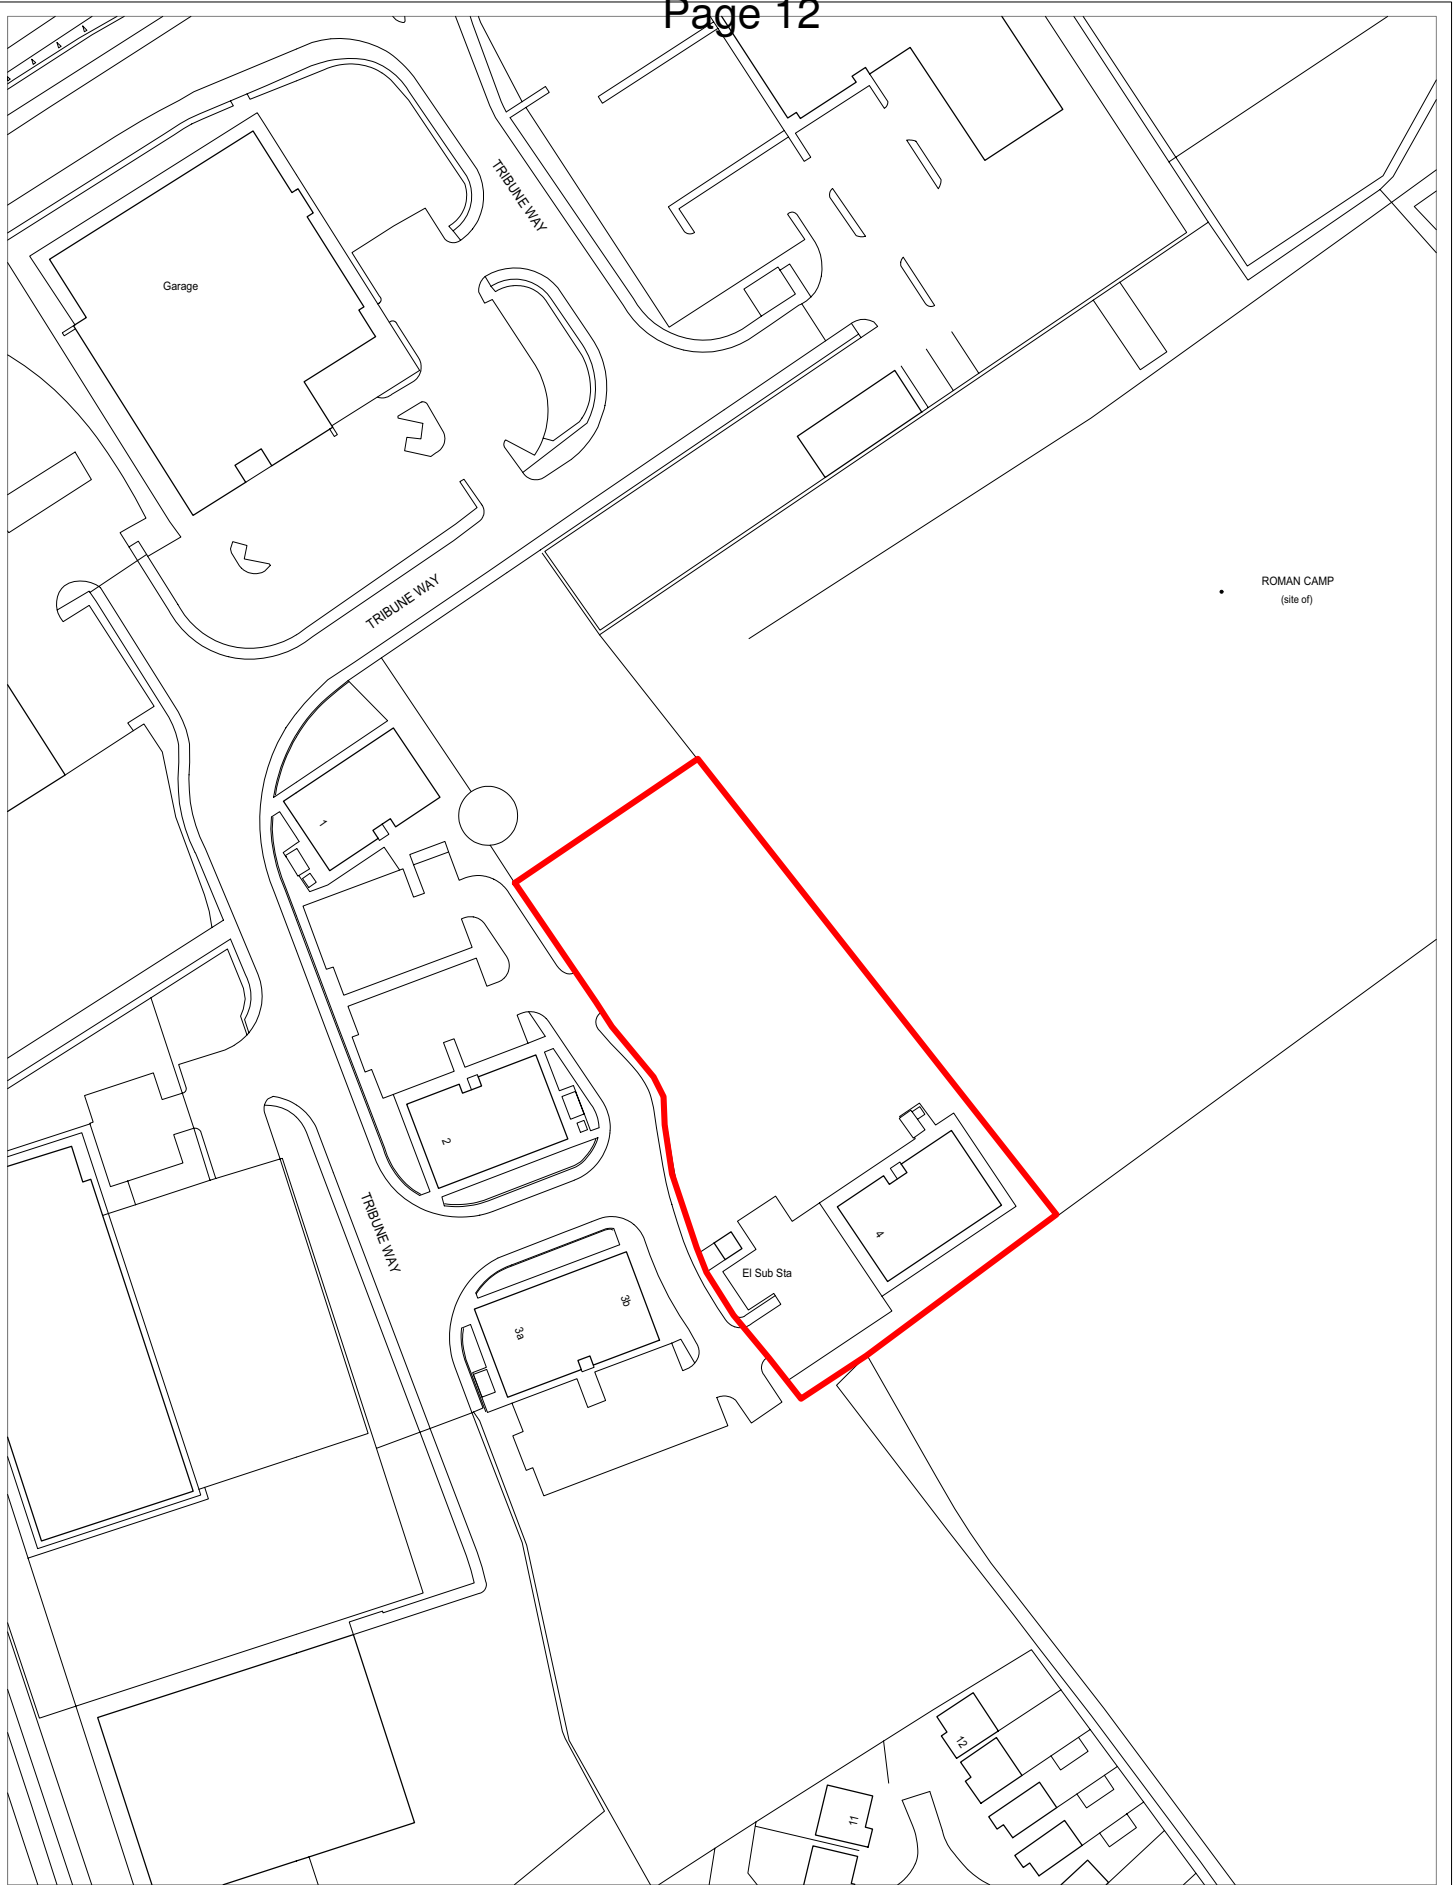 Page 12
TRIBUNE WAY
Garage
ROMAN CAMP
(site of)
TRIBUNE WAY
1
2
TRIBUNE WAY
4
El Sub Sta
3b
3a
12
11